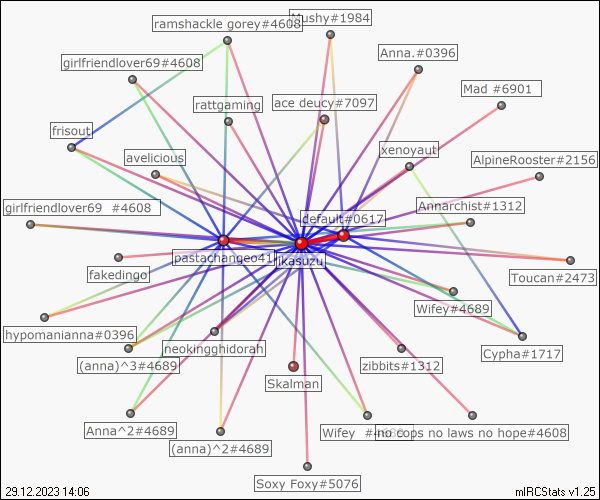 ramshackle gorey#4608
Mushy#1984
girlfriendlover69#4608
Anna.#0396
Mad #6901
rattgaming
ace deucy#7097
frisout
avelicious
xenoyaut
AlpineRooster#2156
girlfriendlover69 #4608
default#0617
Annarchist#1312
pastachangeo41
jkasuzu
fakedingo
Toucan#2473
Wifey#4689
hypomanianna#0396
(anna)^3#4689
neokingghidorah
Cypha#1717
zibbits#1312
Skalman
Anna^2#4689
(anna)^2#4689
Wifey #4689
no cops no laws no hope#4608
Soxy Foxy#5076
29.12.2023 14:06
mIRCStats v1.25